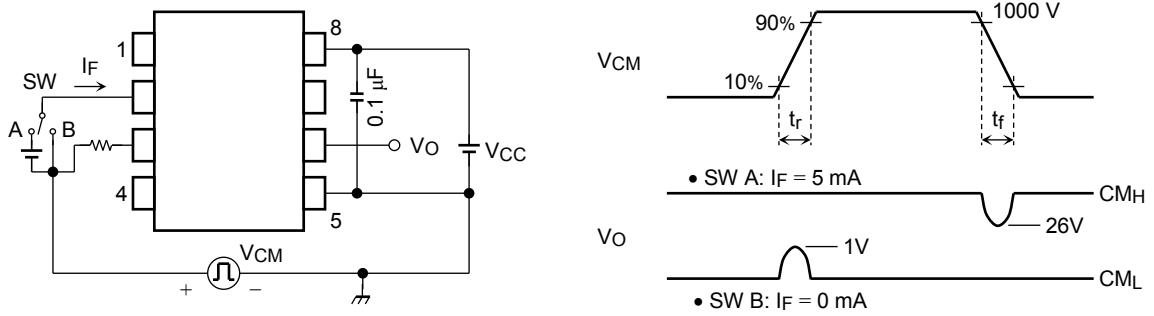 1
8
SW
IF
A
B
0.1 μF
VO
VCC
4
5
VCM
+
−
VCM
90%
10%
1000 V
tr
tf
• SW A: IF = 5 mA
CMH
26V
VO
1V
CML
• SW B: IF = 0 mA